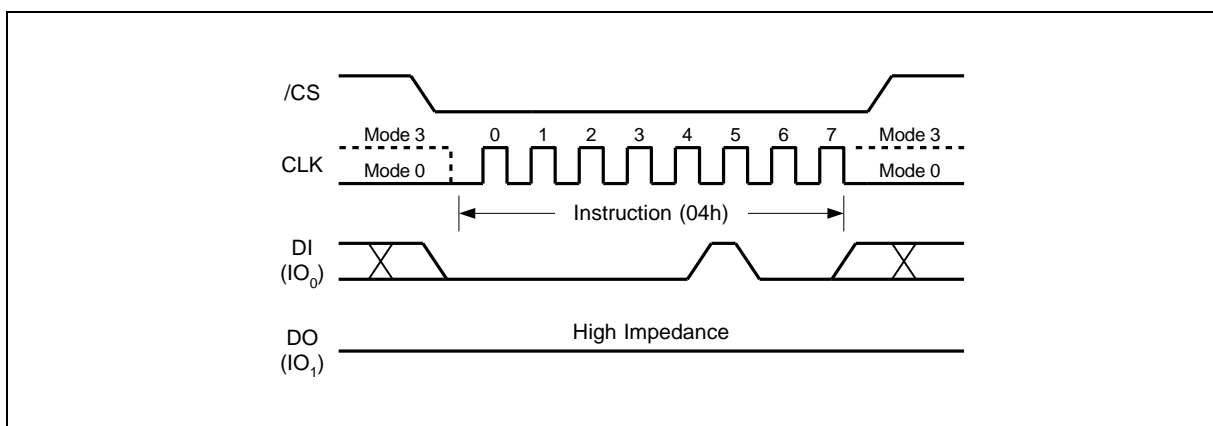 /CS
Mode 3 0 1 2 3 4 5 6 7 Mode 3
CLK
Mode 0 Mode 0
Instruction (04h)
DI
(IO₀)
High Impedance
DO
(IO₁)